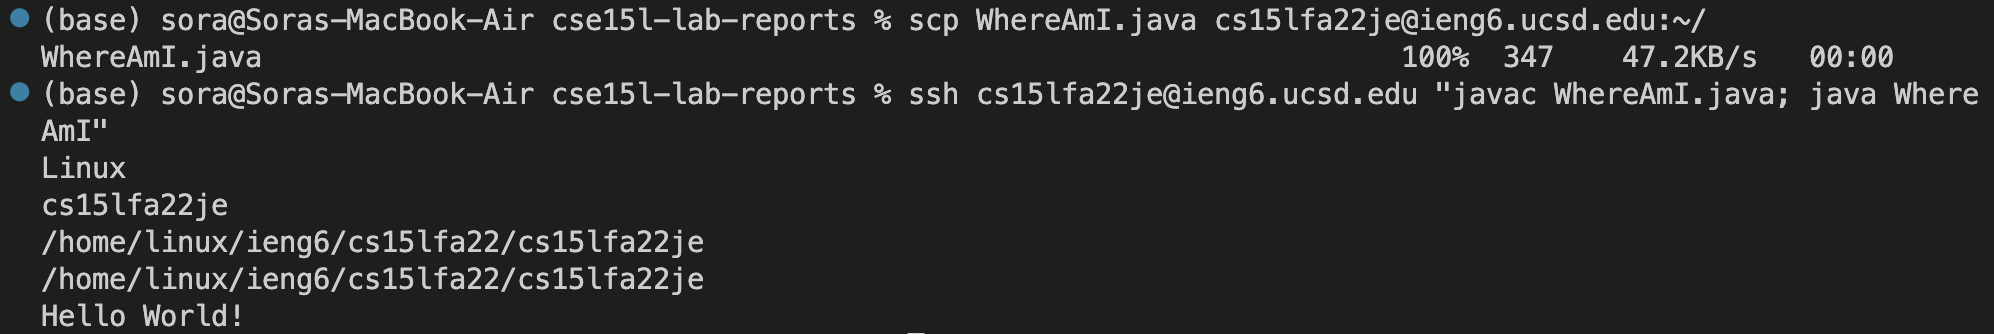 (base) sora@Soras-MacBook-Air cse15l-lab-reports % scp WhereAmI.java cs15lfa22je@ieng6.ucsd.edu:~/
WhereAmI.java 100% 347 47.2KB/s 00:00
(base) sora@Soras-MacBook-Air cse15l-lab-reports % ssh cs15lfa22je@ieng6.ucsd.edu "javac WhereAmI.java; java Where
AmI"
Linux
cs15lfa22je
/home/linux/ieng6/cs15lfa22/cs15lfa22je
/home/linux/ieng6/cs15lfa22/cs15lfa22je
Hello World!